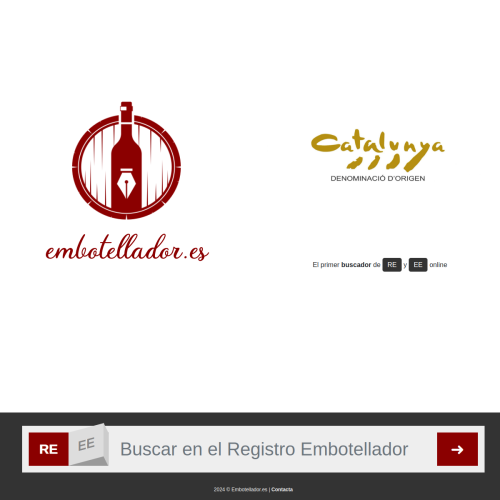 embotellador.es
Catalunya
DENOMINACIÓ D'ORIGEN
El primer buscador de RE y EE online
RE EE Buscar en el Registro Embotellador
2024 © Embotellador.es | Contacta